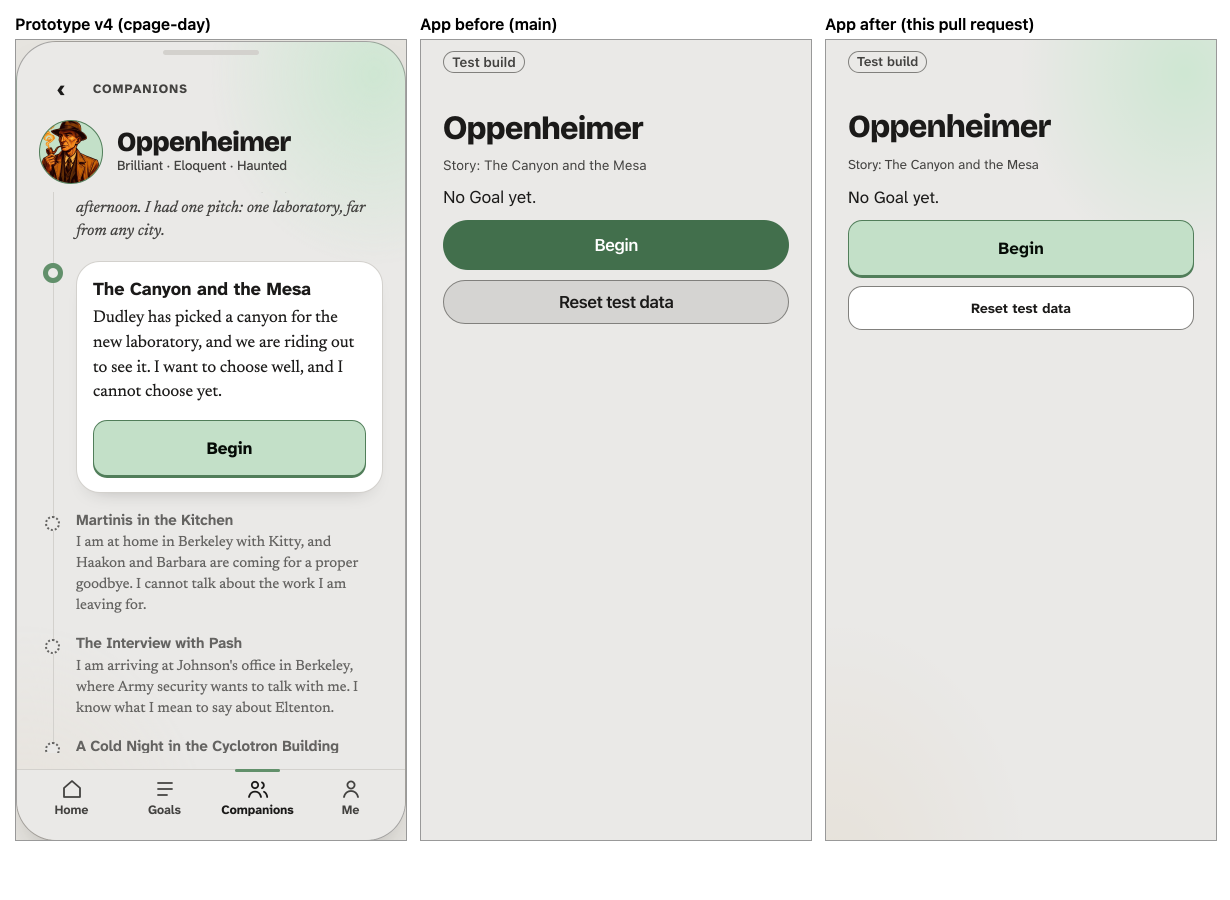 Prototype v4 (cpage-day)
COMPANIONS
Oppenheimer
Brilliant · Eloquent · Haunted
afternoon. I had one pitch: one laboratory, far
from any city.
The Canyon and the Mesa
Dudley has picked a canyon for the
new laboratory, and we are riding out
to see it. I want to choose well, and I
cannot choose yet.
Begin
Martinis in the Kitchen
I am at home in Berkeley with Kitty, and
Haakon and Barbara are coming for a proper
goodbye. I cannot talk about the work I am
leaving for.
The Interview with Pash
I am arriving at Johnson's office in Berkeley,
where Army security wants to talk with me. I
know what I mean to say about Eltenton.
A Cold Night in the Cyclotron Building
Home
Goals
Companions
Me
App before (main)
Test build
Oppenheimer
Story: The Canyon and the Mesa
No Goal yet.
Begin
Reset test data
App after (this pull request)
Test build
Oppenheimer
Story: The Canyon and the Mesa
No Goal yet.
Begin
Reset test data